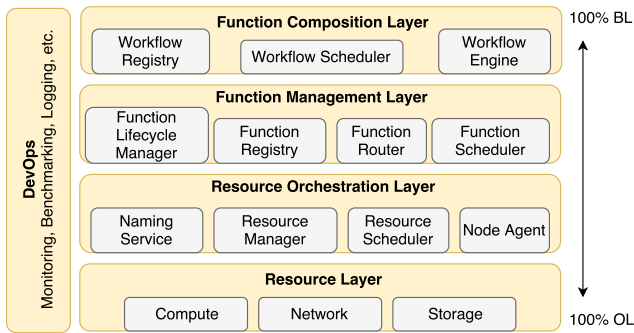 DevOps
Monitoring, Benchmarking, Logging, etc.
Function Composition Layer
Workflow
Registry
Workflow Scheduler
Workflow
Engine
Function Management Layer
Function
Lifecycle
Manager
Function
Registry
Function
Router
Function
Scheduler
Resource Orchestration Layer
Naming
Service
Resource
Manager
Resource
Scheduler
Node Agent
Resource Layer
Compute
Network
Storage
100% BL
100% OL